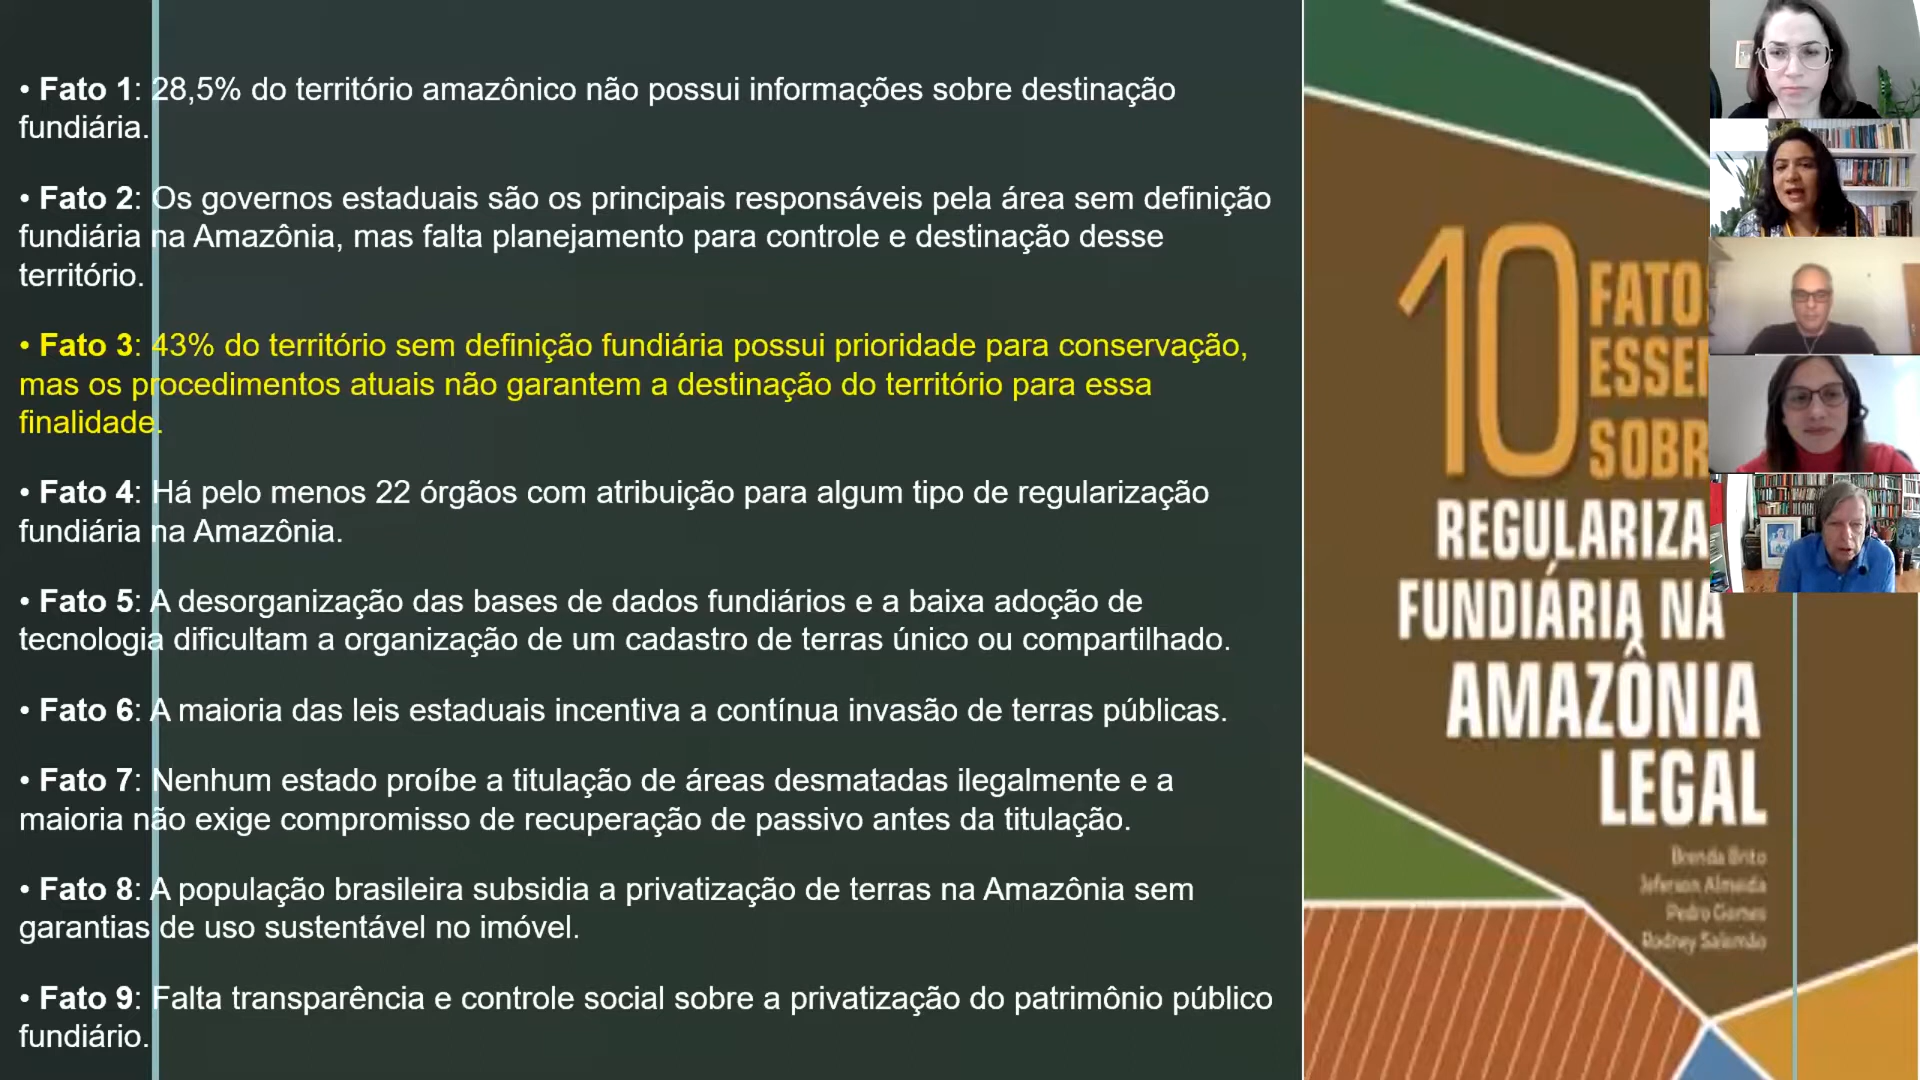 • Fato 1: 28,5% do território amazônico não possui informações sobre destinação
fundiária.
• Fato 2: Os governos estaduais são os principais responsáveis pela área sem definição
fundiária na Amazônia, mas falta planejamento para controle e destinação desse
território.
• Fato 3: 43% do território sem definição fundiária possui prioridade para conservação,
mas os procedimentos atuais não garantem a destinação do território para essa
finalidade.
• Fato 4: Há pelo menos 22 órgãos com atribuição para algum tipo de regularização
fundiária na Amazônia.
• Fato 5: A desorganização das bases de dados fundiários e a baixa adoção de
tecnologia dificultam a organização de um cadastro de terras único ou compartilhado.
• Fato 6: A maioria das leis estaduais incentiva a contínua invasão de terras públicas.
• Fato 7: Nenhum estado proíbe a titulação de áreas desmatadas ilegalmente e a
maioria não exige compromisso de recuperação de passivo antes da titulação.
• Fato 8: A população brasileira subsidia a privatização de terras na Amazônia sem
garantias de uso sustentável no imóvel.
• Fato 9: Falta transparência e controle social sobre a privatização do patrimônio público
fundiário.
10 FATO
ESSE
SOBR
REGULARIZA
FUNDIÁRIA NA
AMAZÔNIA
LEGAL
Brenda Brito
Jeferson Almeida
Pedro Gomes
Rodney Salomão